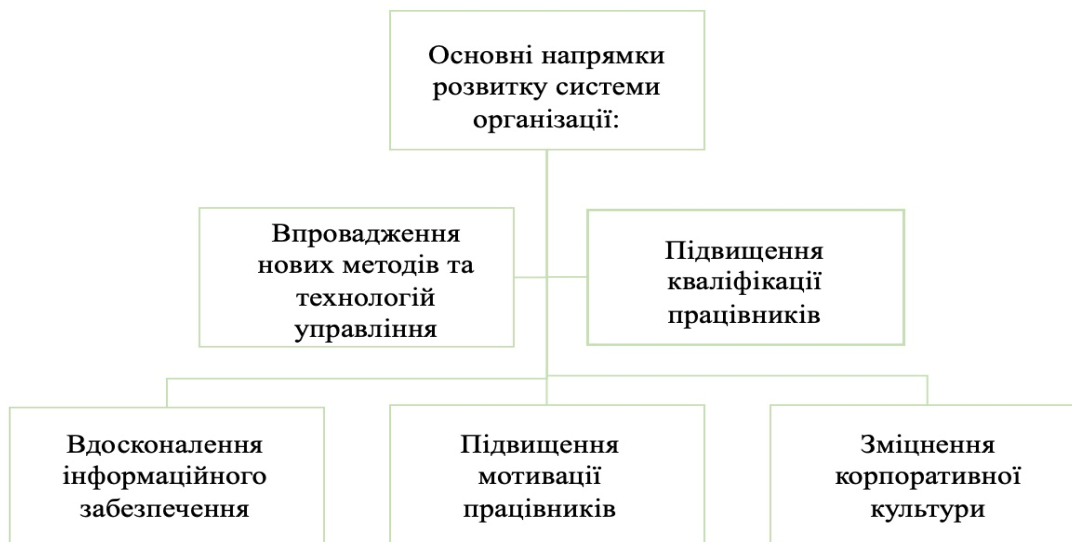 Основні напрямки
розвитку системи
організації:
Впровадження
нових методів та
технологій
управління
Підвищення
кваліфікації
працівників
Вдосконалення
інформаційного
забезпечення
Підвищення
мотивації
працівників
Зміцнення
корпоративної
культури